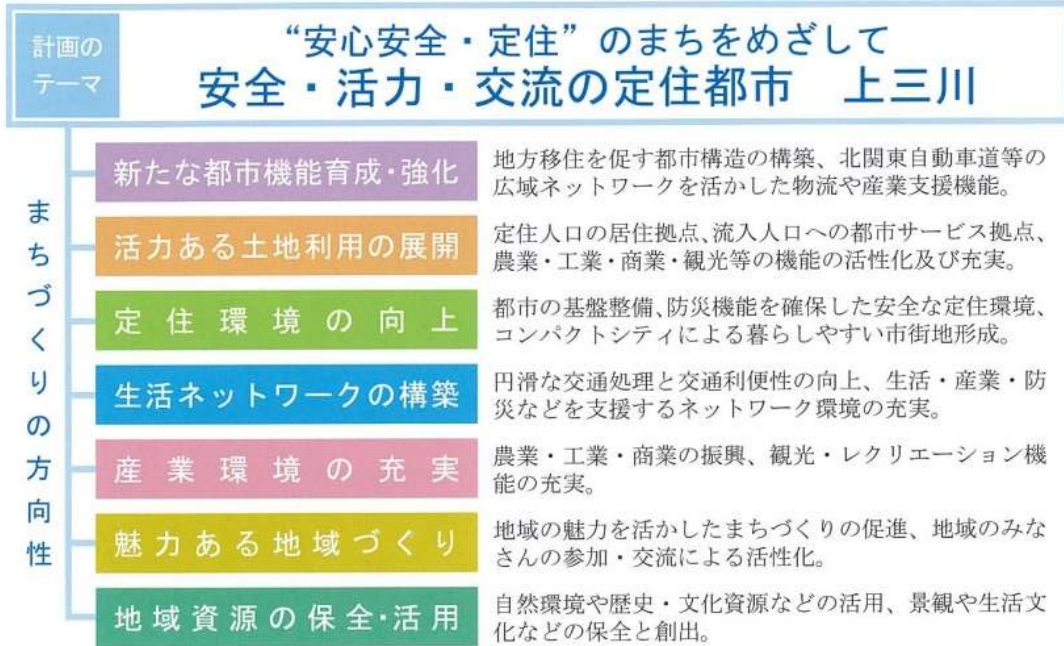 計画の
テーマ
“安心安全・定住”のまちをめざして
安全・活力・交流の定住都市　上三川
まちづくりの方向性
新たな都市機能育成・強化
地方移住を促す都市構造の構築、北関東自動車道等の
広域ネットワークを活かした物流や産業支援機能。
活力ある土地利用の展開
定住人口の居住拠点、流入人口への都市サービス拠点、
農業・工業・商業・観光等の機能の活性化及び充実。
定住環境の向上
都市の基盤整備、防災機能を確保した安全な定住環境、
コンパクトシティによる暮らしやすい市街地形成。
生活ネットワークの構築
円滑な交通処理と交通利便性の向上、生活・産業・防
災などを支援するネットワーク環境の充実。
産業環境の充実
農業・工業・商業の振興、観光・レクリエーション機
能の充実。
魅力ある地域づくり
地域の魅力を活かしたまちづくりの促進、地域のみな
さんの参加・交流による活性化。
地域資源の保全・活用
自然環境や歴史・文化資源などの活用、景観や生活文
化などの保全と創出。